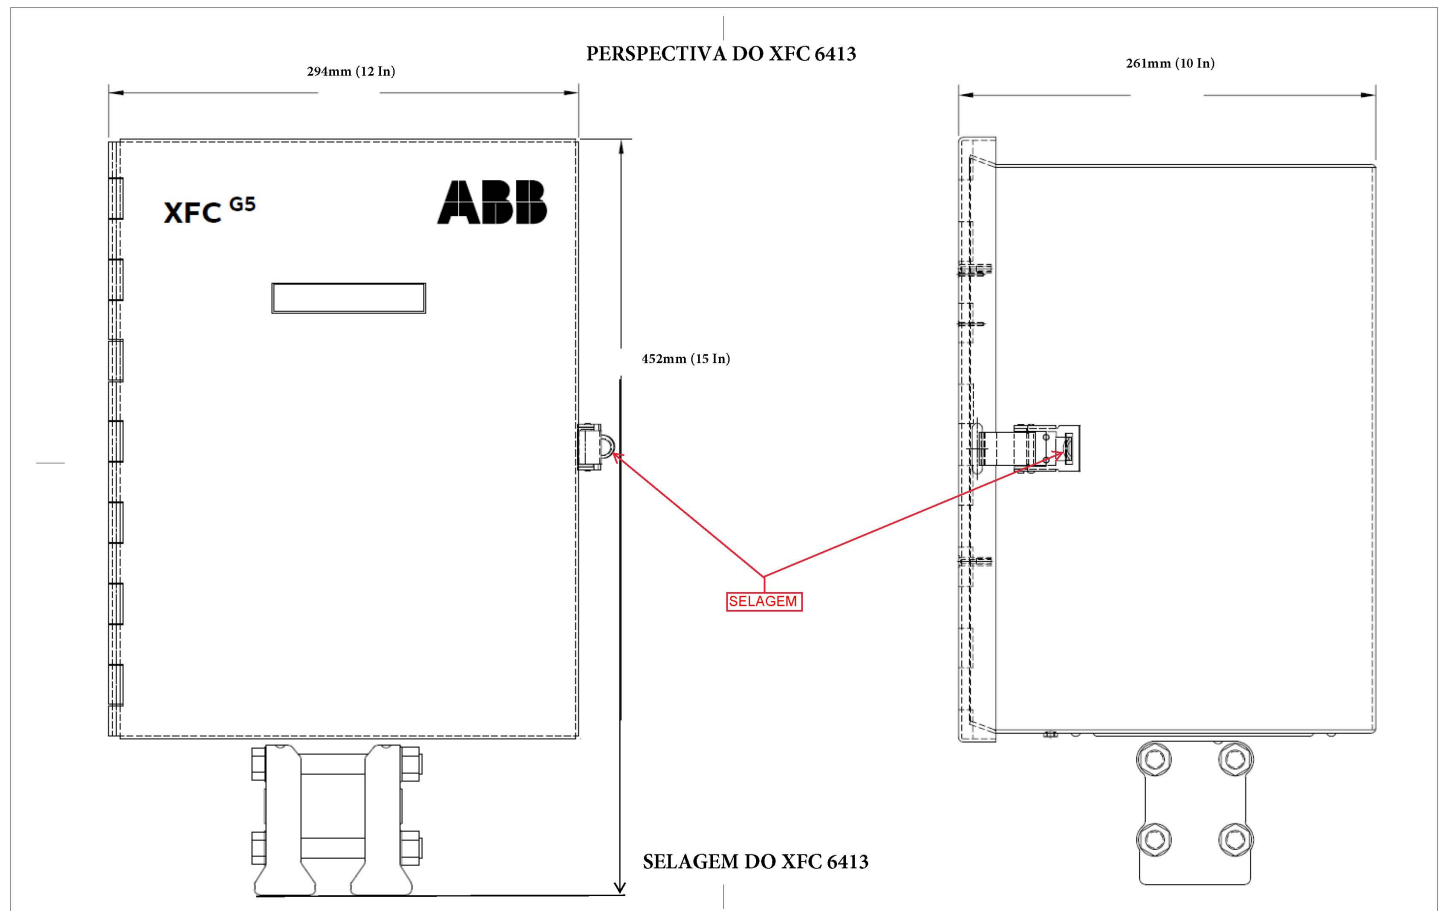 PERSPECTIVA DO XFC 6413
294mm (12 In)
261mm (10 In)
XFC G5
ABB
452mm (15 In)
SELAGEM
SELAGEM DO XFC 6413